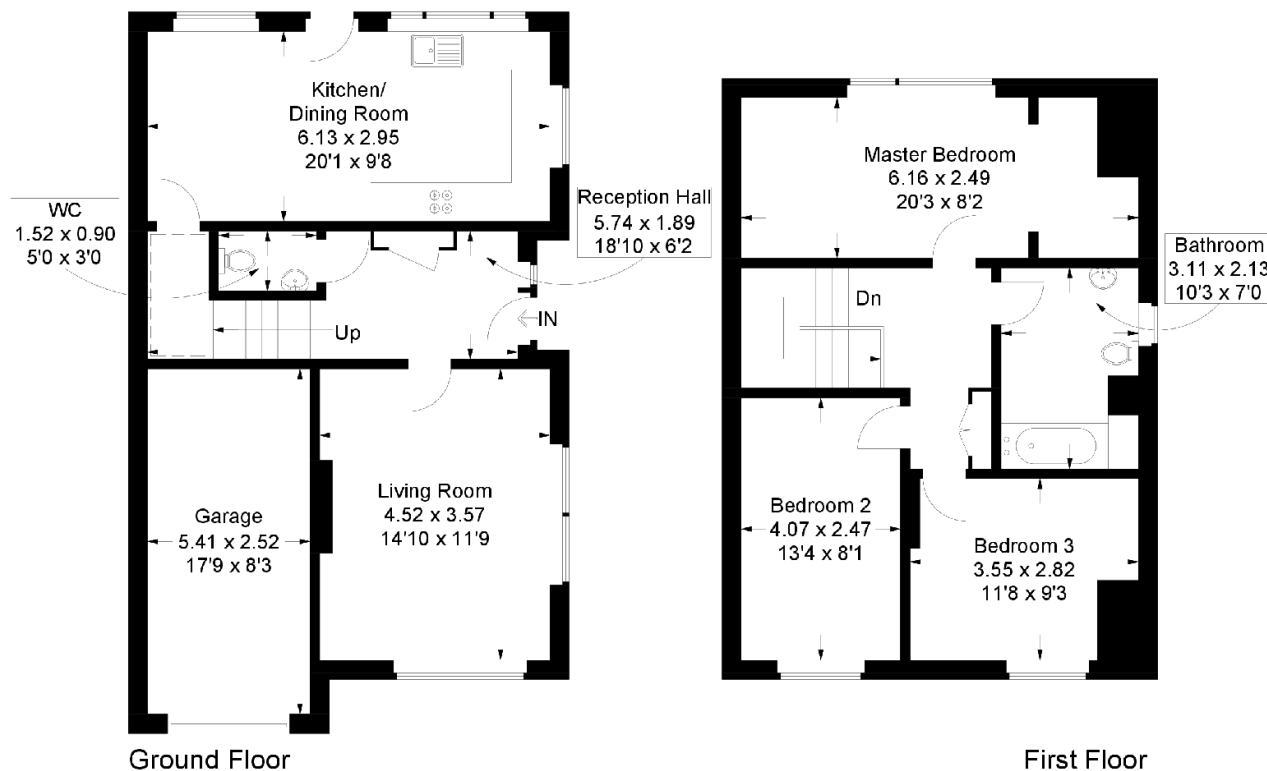 Kitchen/
Dining Room
6.13 x 2.95
20'1 x 9'8
WC
1.52 x 0.90
5'0 x 3'0
Reception Hall
5.74 x 1.89
18'10 x 6'2
Up
IN
Living Room
4.52 x 3.57
14'10 x 11'9
Garage
5.41 x 2.52
17'9 x 8'3
Ground Floor
Master Bedroom
6.16 x 2.49
20'3 x 8'2
Bathroom
3.11 x 2.13
10'3 x 7'0
Dn
Bedroom 2
4.07 x 2.47
13'4 x 8'1
Bedroom 3
3.55 x 2.82
11'8 x 9'3
First Floor